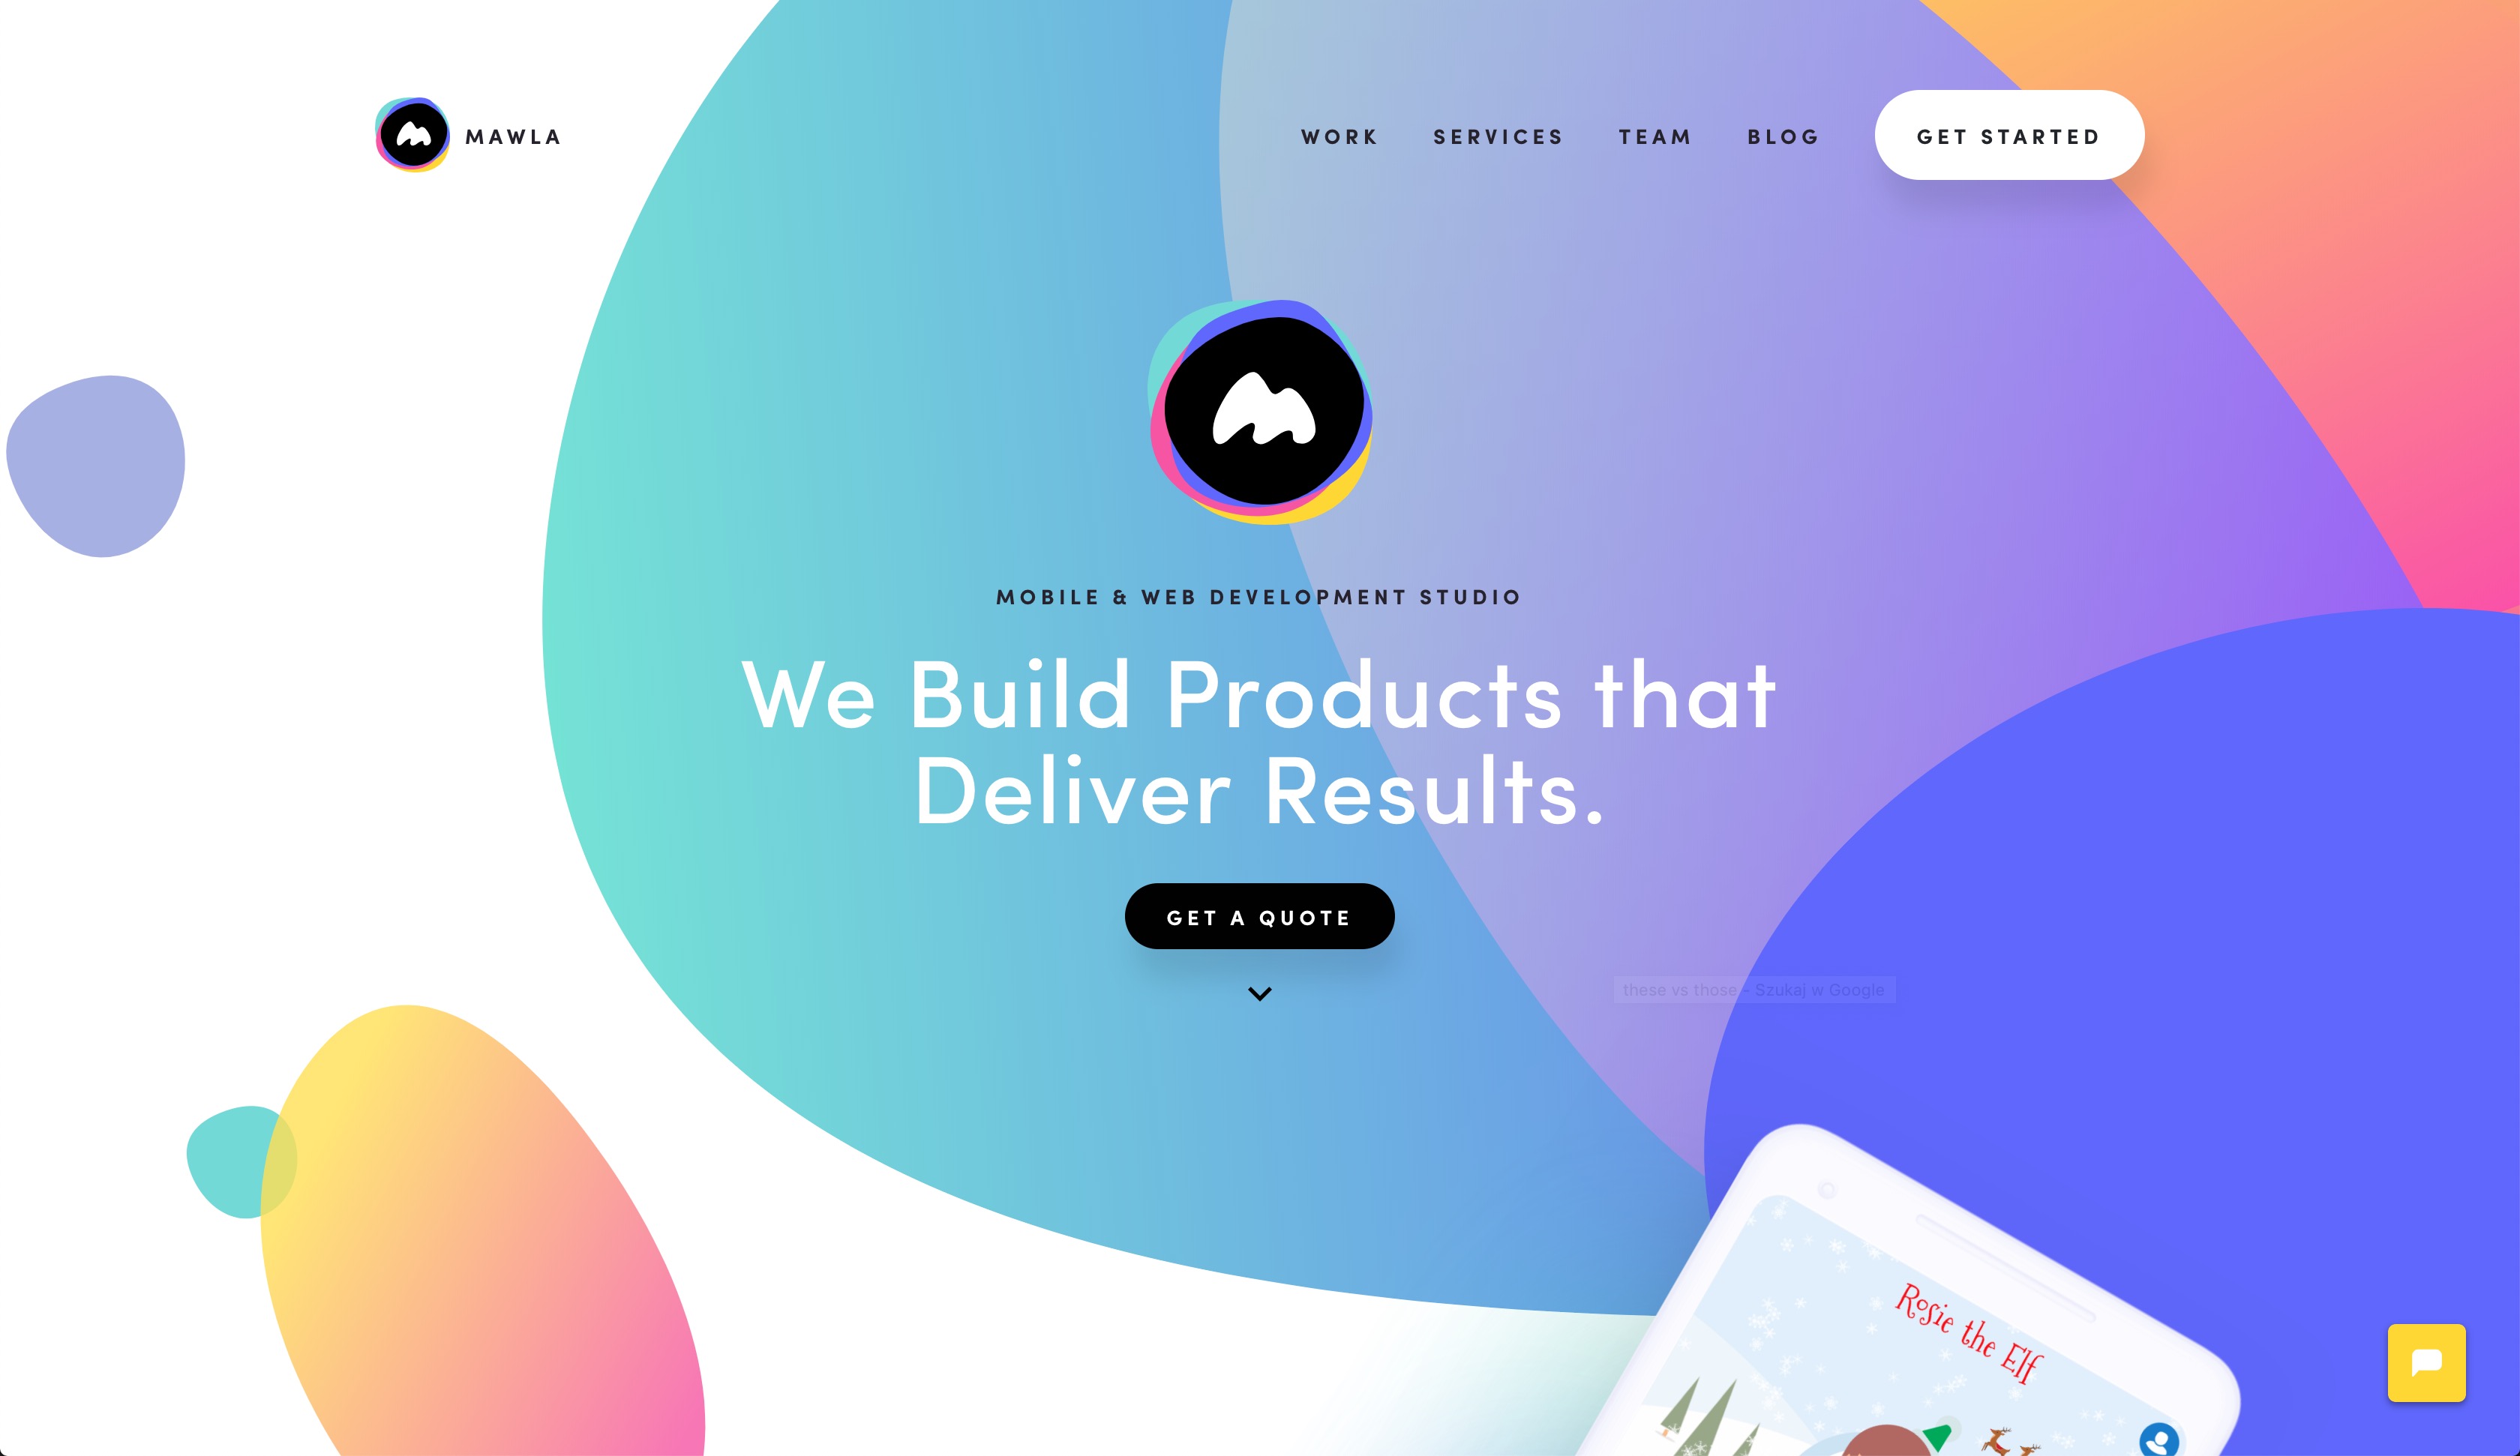 MAWLA
WORK SERVICES TEAM BLOG GET STARTED
MOBILE & WEB DEVELOPMENT STUDIO
We Build Products that
Deliver Results.
GET A QUOTE
these vs those – Szukaj w Google
Rosie the Elf